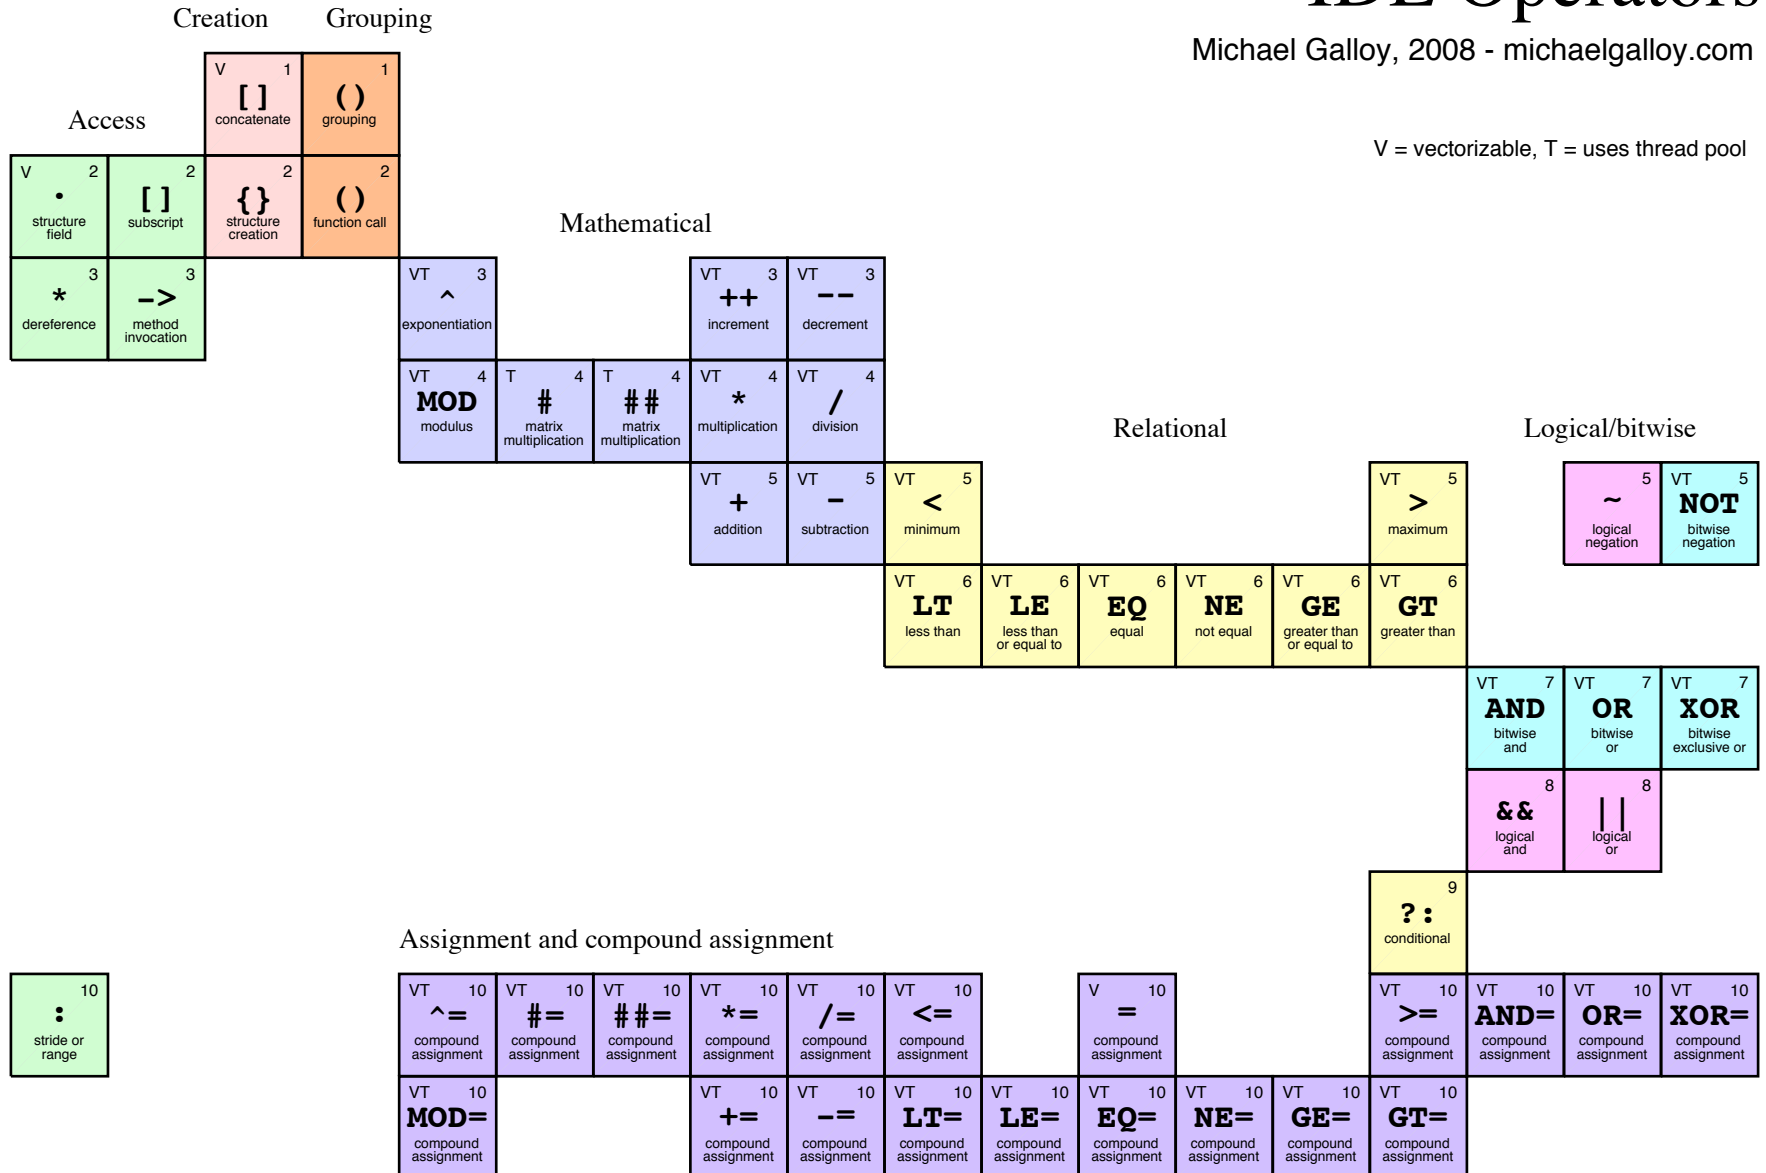 IDL Operators
Michael Galloy, 2008 - michaelgalloy.com
V = vectorizable, T = uses thread pool
Creation
Grouping
V 1
[]
concatenate
1
()
grouping
Access
V 2
.
structure
field
2
[]
subscript
2
{}
structure
creation
2
()
function call
Mathematical
3
*
dereference
3
->
method
invocation
VT 3
^
exponentiation
VT 3
++
increment
VT 3
--
decrement
VT 4
MOD
modulus
T 4
#
matrix
multiplication
T 4
##
matrix
multiplication
VT 4
*
multiplication
VT 4
/
division
Relational
Logical/bitwise
VT 5
+
addition
VT 5
-
subtraction
VT 5
<
minimum
VT 5
>
maximum
5
~
logical
negation
VT 5
NOT
bitwise
negation
VT 6
LT
less than
VT 6
LE
less than
or equal to
VT 6
EQ
equal
VT 6
NE
not equal
VT 6
GE
greater than
or equal to
VT 6
GT
greater than
VT 7
AND
bitwise
and
VT 7
OR
bitwise
or
VT 7
XOR
bitwise
exclusive or
8
&&
logical
and
8
||
logical
or
9
?:
conditional
Assignment and compound assignment
10
:
stride or
range
VT 10
^=
compound
assignment
VT 10
#=
compound
assignment
VT 10
##=
compound
assignment
VT 10
*=
compound
assignment
VT 10
/=
compound
assignment
VT 10
<=
compound
assignment
V 10
=
compound
assignment
VT 10
>=
compound
assignment
VT 10
AND=
compound
assignment
VT 10
OR=
compound
assignment
VT 10
XOR=
compound
assignment
VT 10
MOD=
compound
assignment
VT 10
+=
compound
assignment
VT 10
-=
compound
assignment
VT 10
LT=
compound
assignment
VT 10
LE=
compound
assignment
VT 10
EQ=
compound
assignment
VT 10
NE=
compound
assignment
VT 10
GE=
compound
assignment
VT 10
GT=
compound
assignment